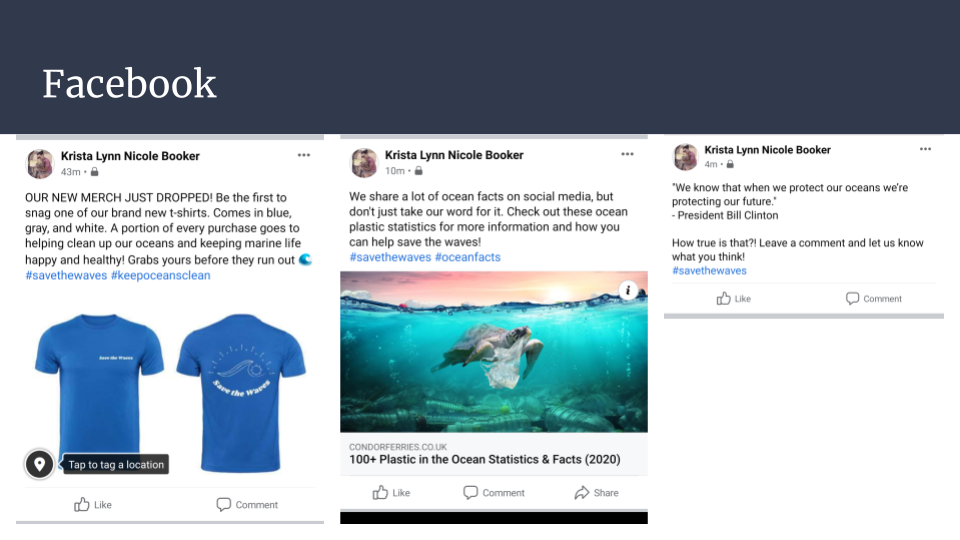 Facebook
Krista Lynn Nicole Booker
43m
OUR NEW MERCH JUST DROPPED! Be the first to
snag one of our brand new t-shirts. Comes in blue,
gray, and white. A portion of every purchase goes to
helping clean up our oceans and keeping marine life
happy and healthy! Grabs yours before they run out 🌊
#savethewaves #keepoceansclean
Save the Waves
Save the Waves
Tap to tag a location
Like Comment
Krista Lynn Nicole Booker
10m
We share a lot of ocean facts on social media, but
don't just take our word for it. Check out these ocean
plastic statistics for more information and how you
can help save the waves!
#savethewaves #oceanfacts
i
CONDORFERRIES.CO.UK
100+ Plastic in the Ocean Statistics & Facts (2020)
Like Comment Share
Krista Lynn Nicole Booker
4m
"We know that when we protect our oceans we're
protecting our future."
- President Bill Clinton
How true is that?! Leave a comment and let us know
what you think!
#savethewaves
Like Comment